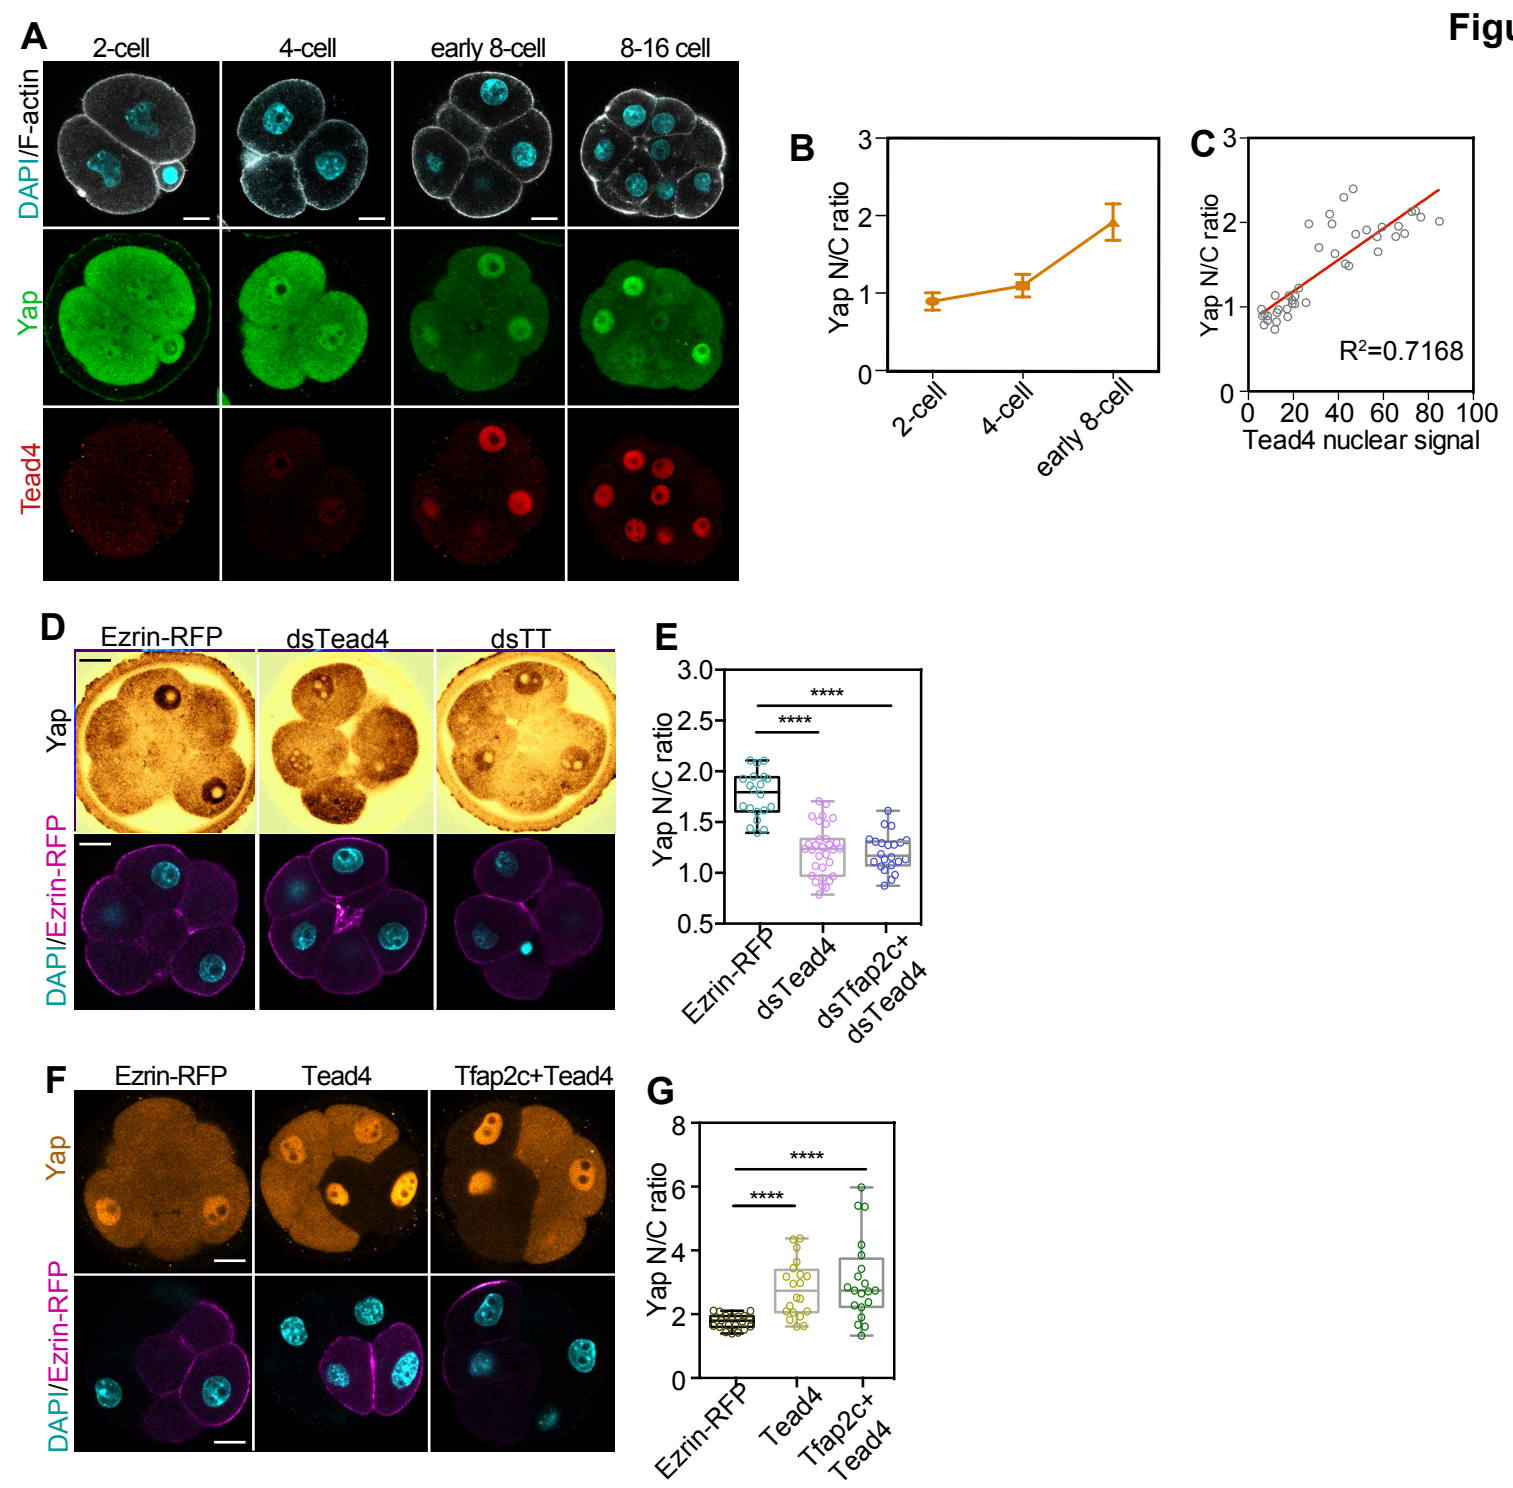 Figu
A
2-cell
4-cell
early 8-cell
8-16 cell
DAPI/F-actin
Yap
Tead4
B
Yap N/C ratio
3
2
1
0
2-cell
4-cell
early 8-cell
C
Yap N/C ratio
3
2
1
0
R²=0.7168
0 20 40 60 80 100
Tead4 nuclear signal
D
Ezrin-RFP
dsTead4
dsTT
Yap
DAPI/Ezrin-RFP
E
Yap N/C ratio
3.0
2.5
2.0
1.5
1.0
0.5
****
****
Ezrin-RFP
dsTead4
dsTfap2c+
dsTead4
F
Ezrin-RFP
Tead4
Tfap2c+Tead4
Yap
DAPI/Ezrin-RFP
G
Yap N/C ratio
8
6
4
2
0
****
****
Ezrin-RFP
Tead4
Tfap2c+
Tead4